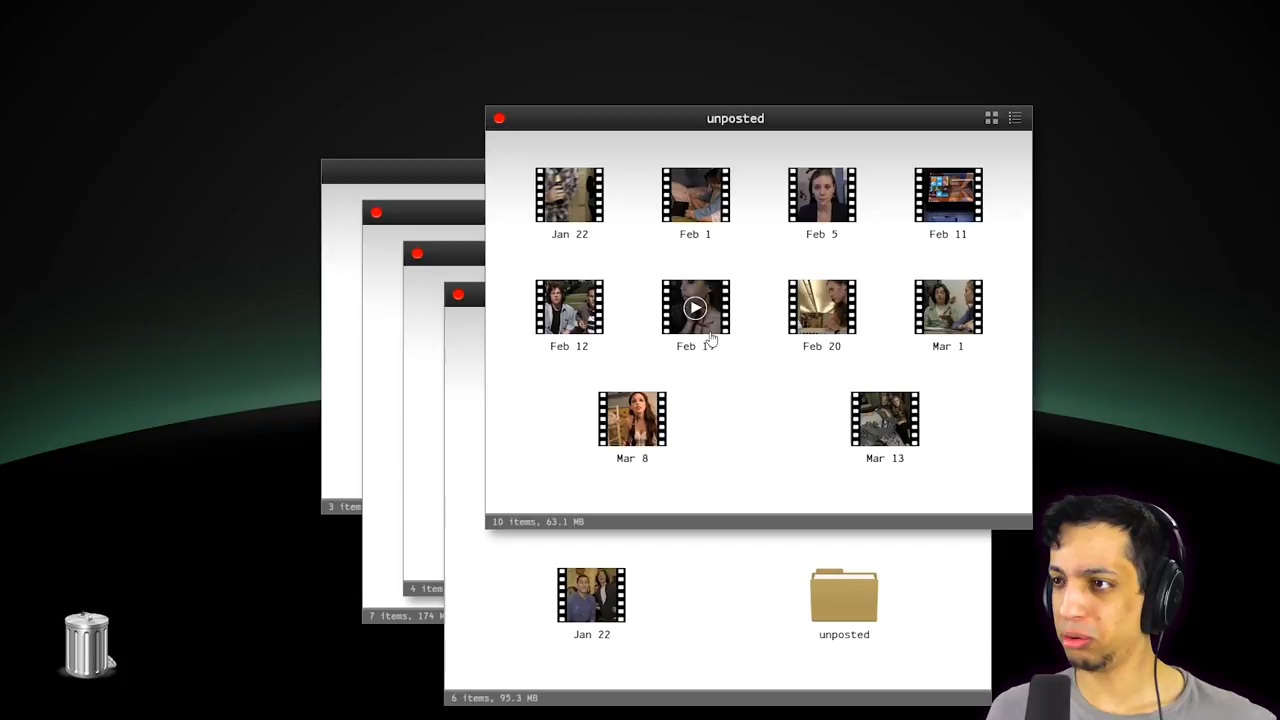 unposted
Jan 22
Feb 1
Feb 5
Feb 11
Feb 12
Feb 1
Feb 20
Mar 1
Mar 8
Mar 13
10 items, 63.1 MB
3 item
4 item
7 items, 174 M
Jan 22
unposted
6 items, 95.3 MB